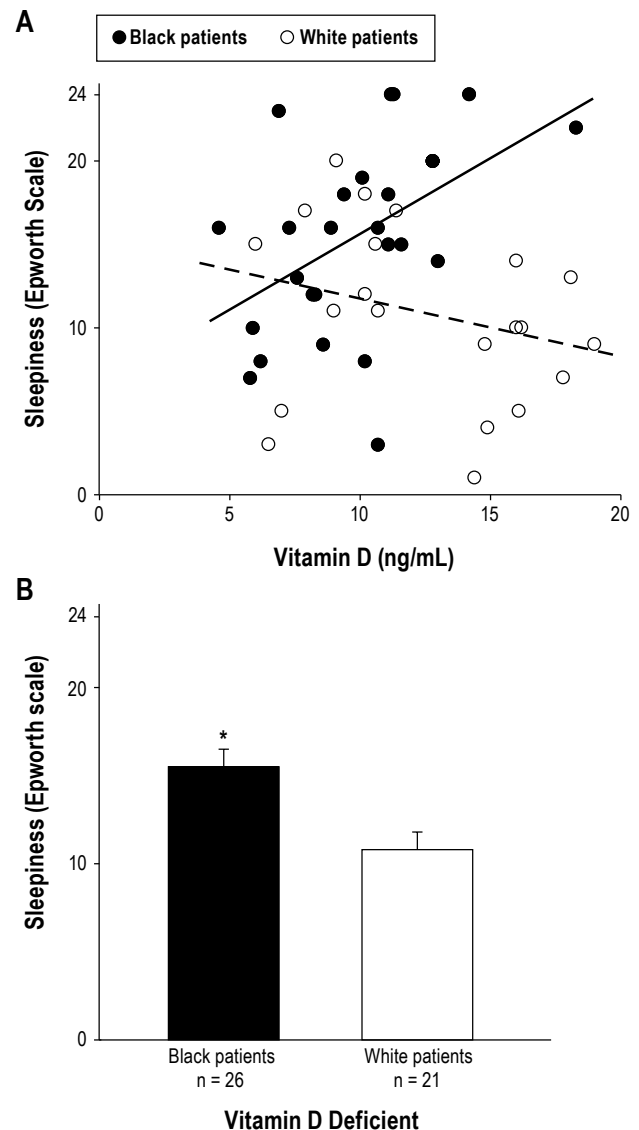 A
Black patients
White patients
24
20
10
0
Sleepiness (Epworth Scale)
0
5
10
15
20
Vitamin D (ng/mL)
B
24
20
10
0
Sleepiness (Epworth scale)
*
Black patients
n = 26
White patients
n = 21
Vitamin D Deficient